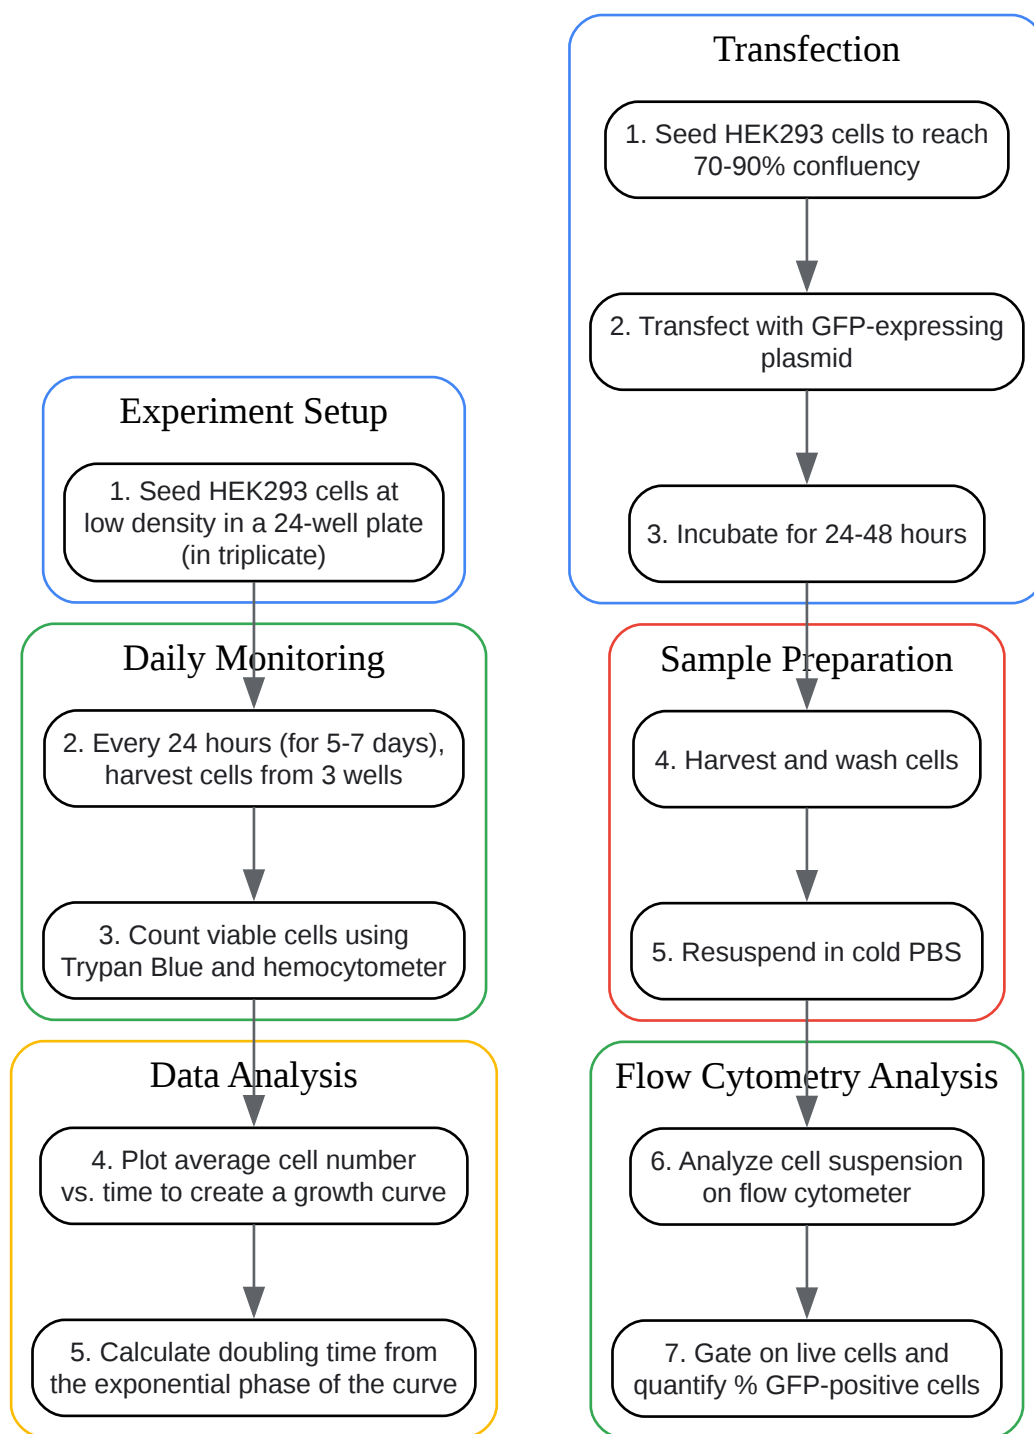 Experiment Setup
1. Seed HEK293 cells at
low density in a 24-well plate
(in triplicate)
Daily Monitoring
2. Every 24 hours (for 5-7 days),
harvest cells from 3 wells
3. Count viable cells using
Trypan Blue and hemocytometer
Data Analysis
4. Plot average cell number
vs. time to create a growth curve
5. Calculate doubling time from
the exponential phase of the curve
Transfection
1. Seed HEK293 cells to reach
70-90% confluency
2. Transfect with GFP-expressing
plasmid
3. Incubate for 24-48 hours
Sample Preparation
4. Harvest and wash cells
5. Resuspend in cold PBS
Flow Cytometry Analysis
6. Analyze cell suspension
on flow cytometer
7. Gate on live cells and
quantify % GFP-positive cells